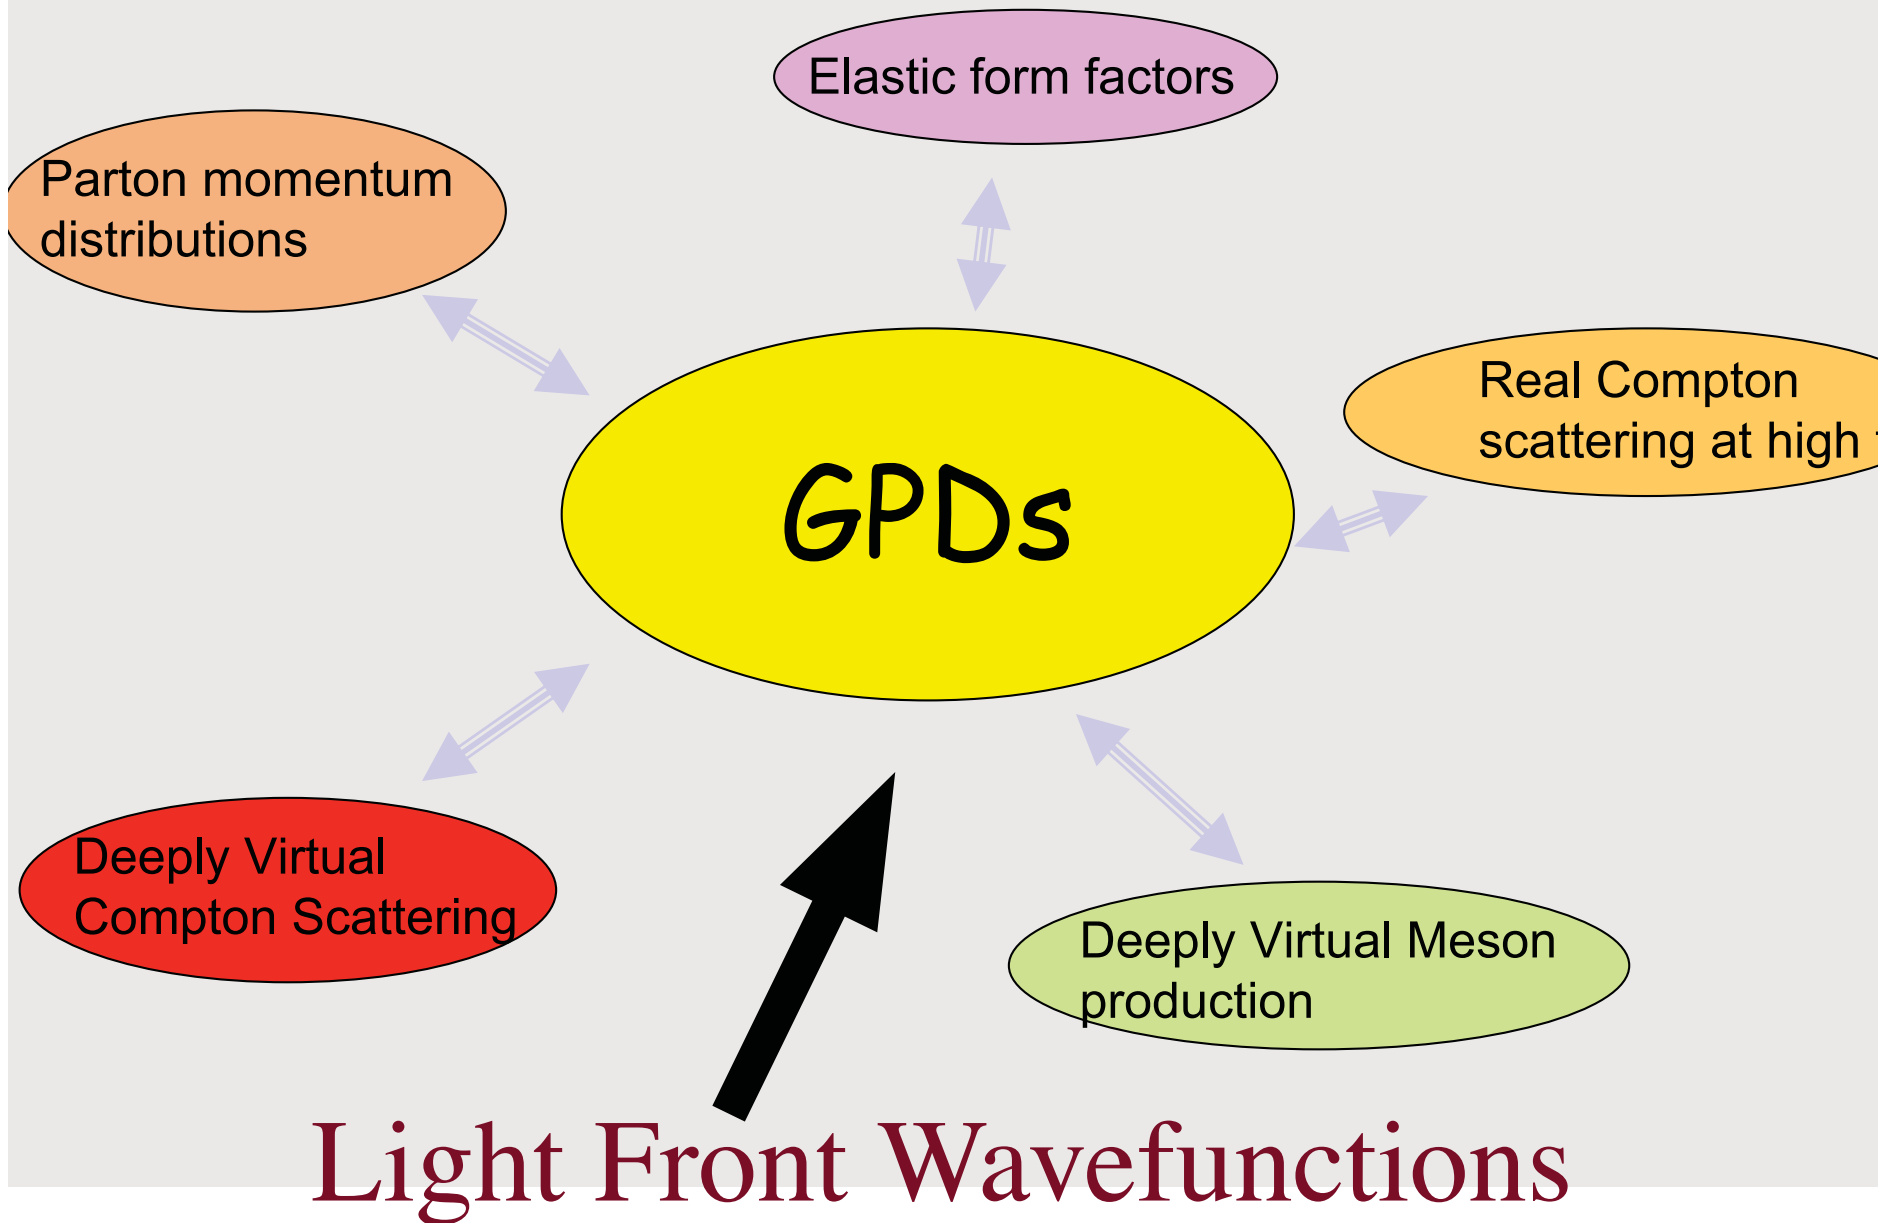 Elastic form factors
Parton momentum
distributions
Real Compton
scattering at high
GPDs
Deeply Virtual
Compton Scattering
Deeply Virtual Meson
production
Light Front Wavefunctions